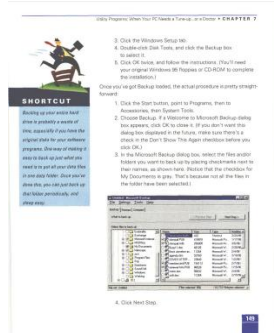 Utility Programs: When Your PC Needs a Tune-up, or a Doctor • CHAPTER 7
3. Click the Windows Setup tab.
4. Double-click Disk Tools, and click the Backup box
to select it.
5. Click OK twice, and follow the instructions. (You'll need
your original Windows 98 floppies or CD-ROM to complete
the installation.)
Once you've got Backup loaded, the actual procedure is pretty straight-
forward:
1. Click the Start button, point to Programs, then to
Accessories, then System Tools.
2. Choose Backup. If a Welcome to Microsoft Backup dialog
box appears, click OK to close it. (If you don't want this
dialog box displayed in the future, make sure there's a
check in the Don't Show This Again checkbox before you
click OK.)
3. In the Microsoft Backup dialog box, select the files and/or
folders you want to back up by placing checkmarks next to
their names, as shown here. (Notice that the checkbox for
My Documents is gray. That's because not all the files in
the folder have been selected.)
SHORTCUT
Backing up your entire hard
drive is probably a waste of
time, especially if you have the
original disks for your software
programs. One way of making it
easy to back up just what you
need is to put all your data files
in one easy folder. Once you've
done this, you can just back up
that folder periodically, and
sleep easy.
4. Click Next Step.
149